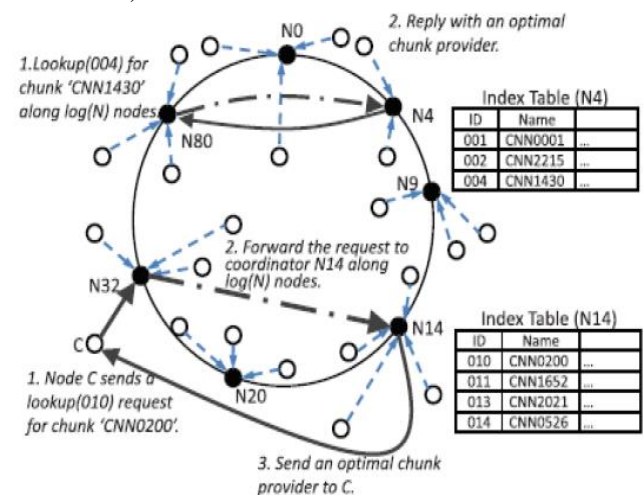 N0
2. Reply with an optimal
chunk provider.
1.Lookup(004) for
chunk 'CNN1430'
along log(N) nodes.
N80
N4
Index Table (N4)
ID Name
001 CNN0001 ...
002 CNN2215 ...
004 CNN1430 ...
N9
2. Forward the request to
coordinator N14 along
log(N) nodes.
N32
N14
C
Index Table (N14)
ID Name
010 CNN0200 ...
011 CNN1652 ...
013 CNN2021 ...
014 CNN0526 ...
1. Node C sends a
lookup(010) request
for chunk 'CNN0200'.
N20
3. Send an optimal chunk
provider to C.